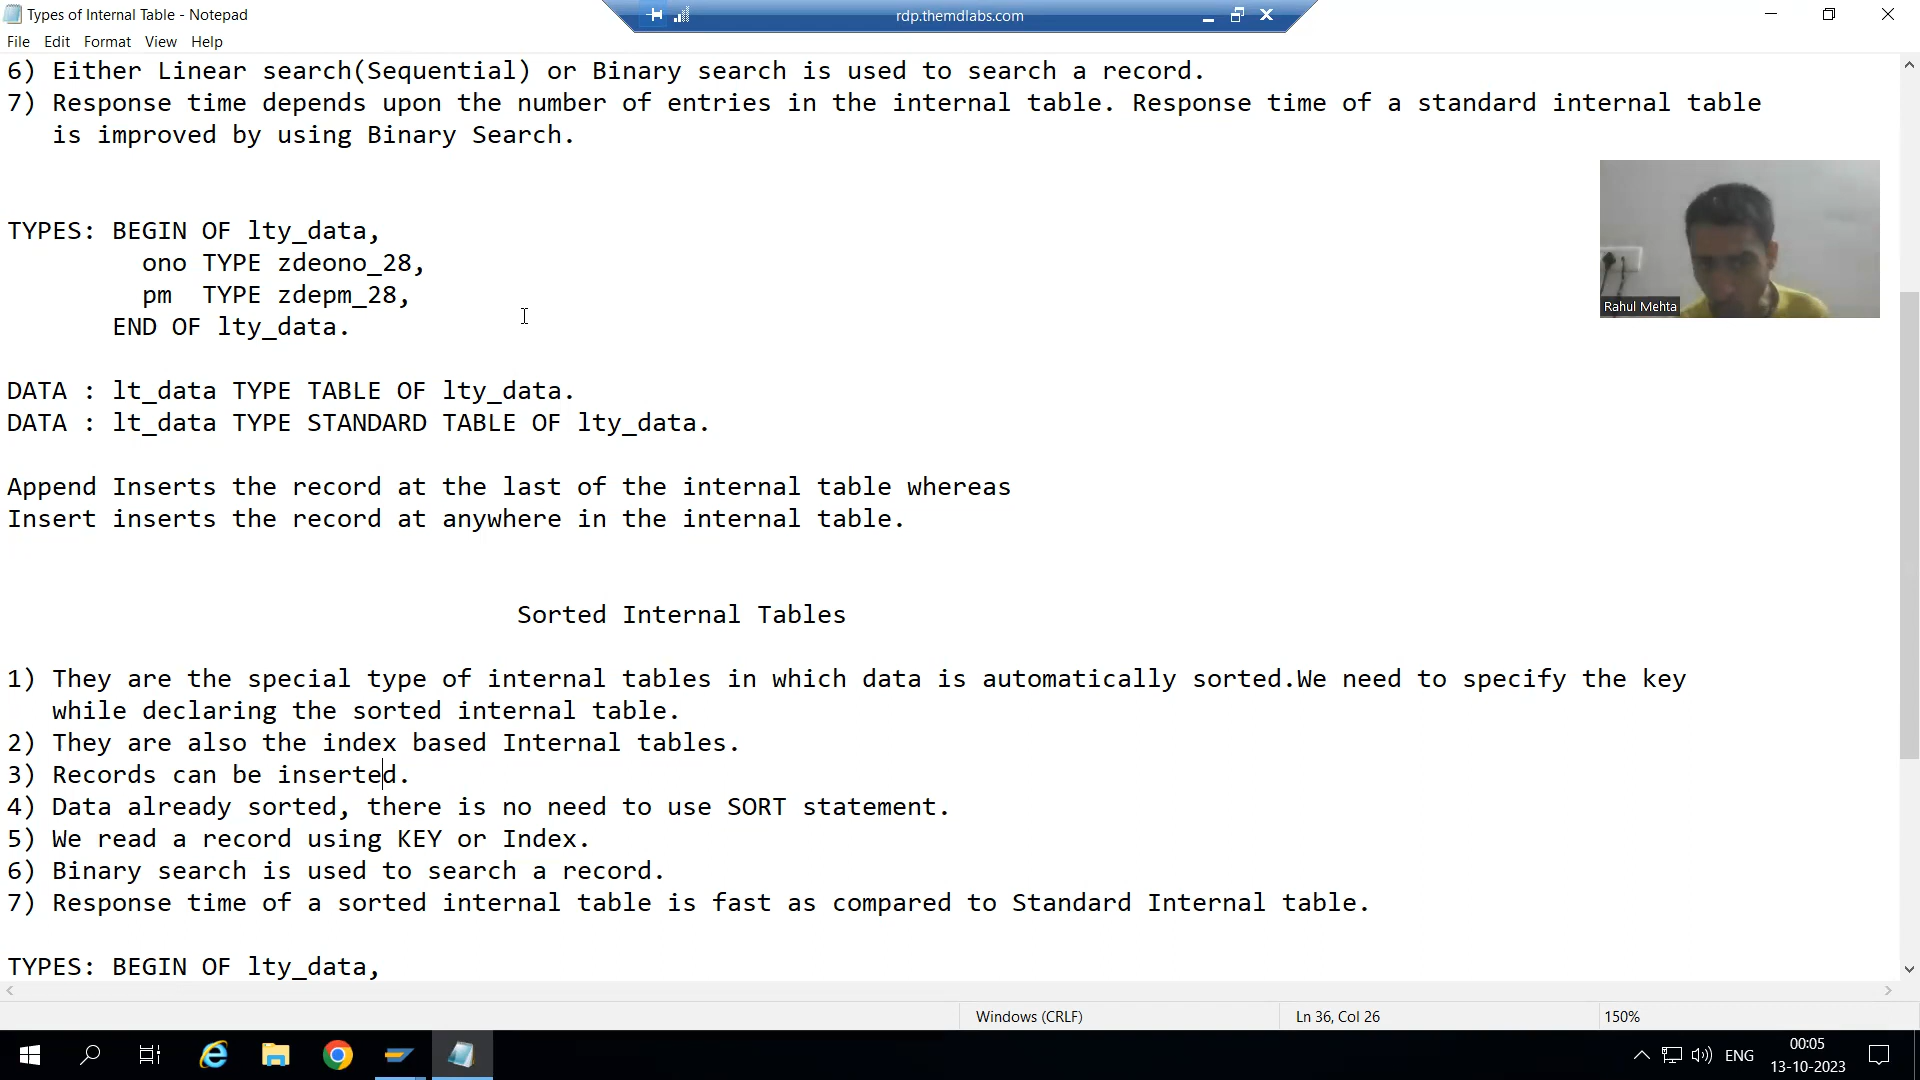 Types of Internal Table - Notepad
rdp.themdlabs.com
File Edit Format View Help
6) Either Linear search(Sequential) or Binary search is used to search a record.
7) Response time depends upon the number of entries in the internal table. Response time of a standard internal table
is improved by using Binary Search.
TYPES: BEGIN OF lty_data,
ono TYPE zdeono_28,
pm TYPE zdepm_28,
END OF lty_data.
Rahul Mehta
DATA : lt_data TYPE TABLE OF lty_data.
DATA : lt_data TYPE STANDARD TABLE OF lty_data.
Append Inserts the record at the last of the internal table whereas
Insert inserts the record at anywhere in the internal table.
Sorted Internal Tables
1) They are the special type of internal tables in which data is automatically sorted.We need to specify the key
while declaring the sorted internal table.
2) They are also the index based Internal tables.
3) Records can be inserted.
4) Data already sorted, there is no need to use SORT statement.
5) We read a record using KEY or Index.
6) Binary search is used to search a record.
7) Response time of a sorted internal table is fast as compared to Standard Internal table.
TYPES: BEGIN OF lty_data,
Windows (CRLF)
Ln 36, Col 26
150%
ENG
00:05
13-10-2023